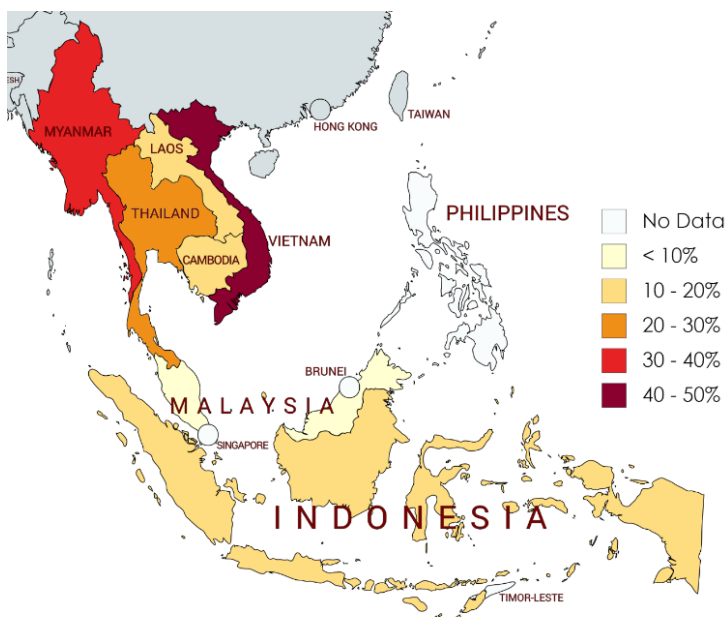 ESH
MYANMAR
LAOS
HONG KONG
TAIWAN
THAILAND
VIETNAM
CAMBODIA
PHILIPPINES
No Data
< 10%
10 - 20%
20 - 30%
30 - 40%
40 - 50%
BRUNEI
MALAYSIA
SINGAPORE
INDONESIA
TIMOR-LESTE